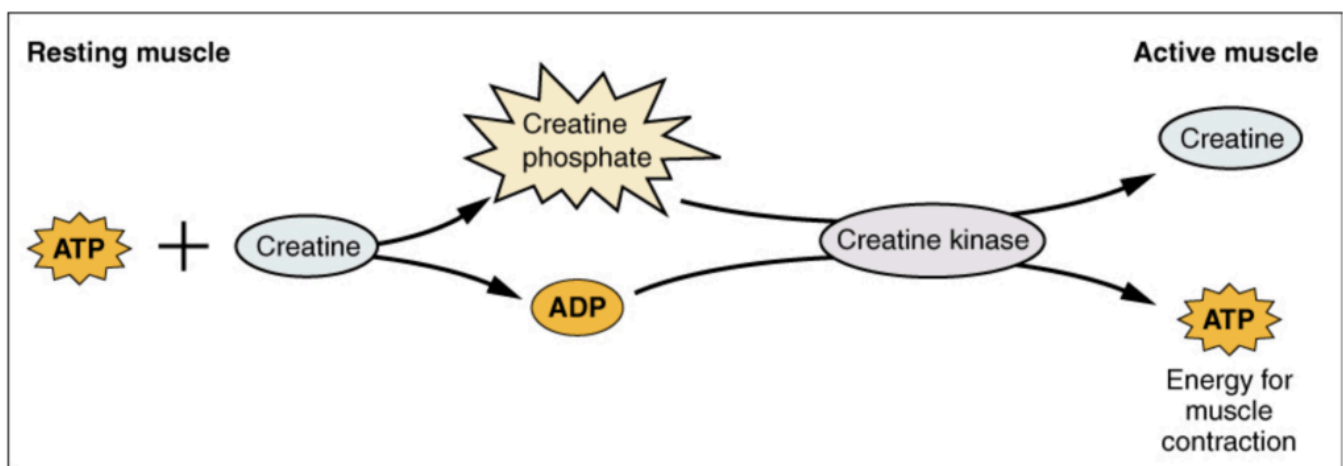 Resting muscle
Active muscle
Creatine
phosphate
Creatine
ATP
Creatine
Creatine kinase
ADP
ATP
Energy for
muscle
contraction